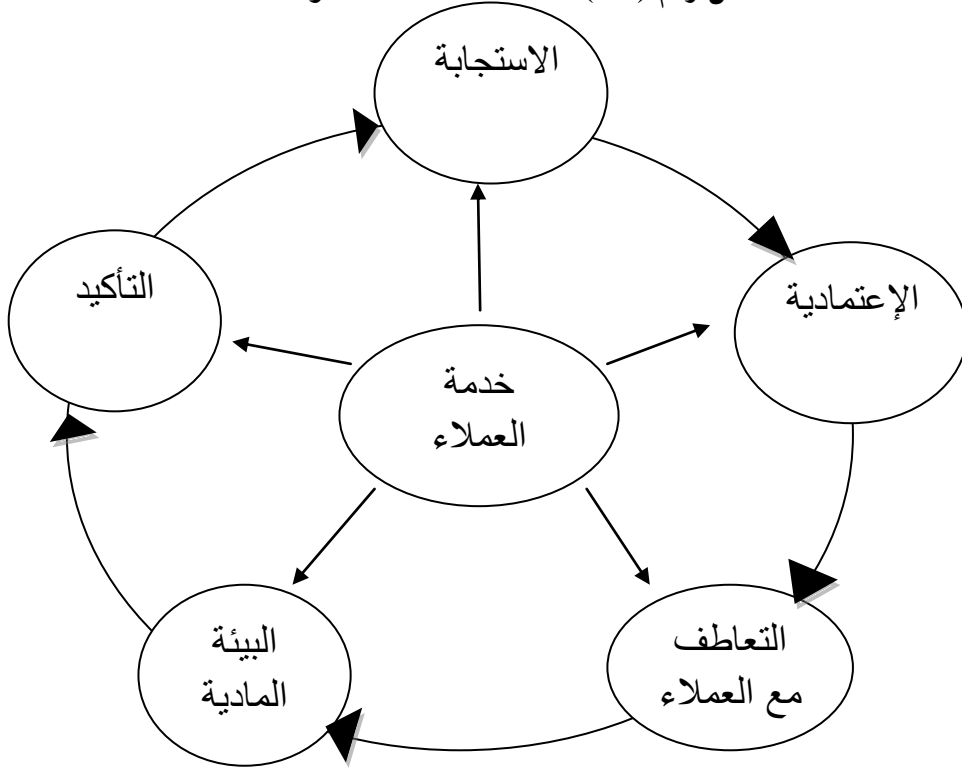 الاستجابة
الإعتمادية
التأكيد
خدمة
العملاء
التعاطف
مع العملاء
البيئة
المادية